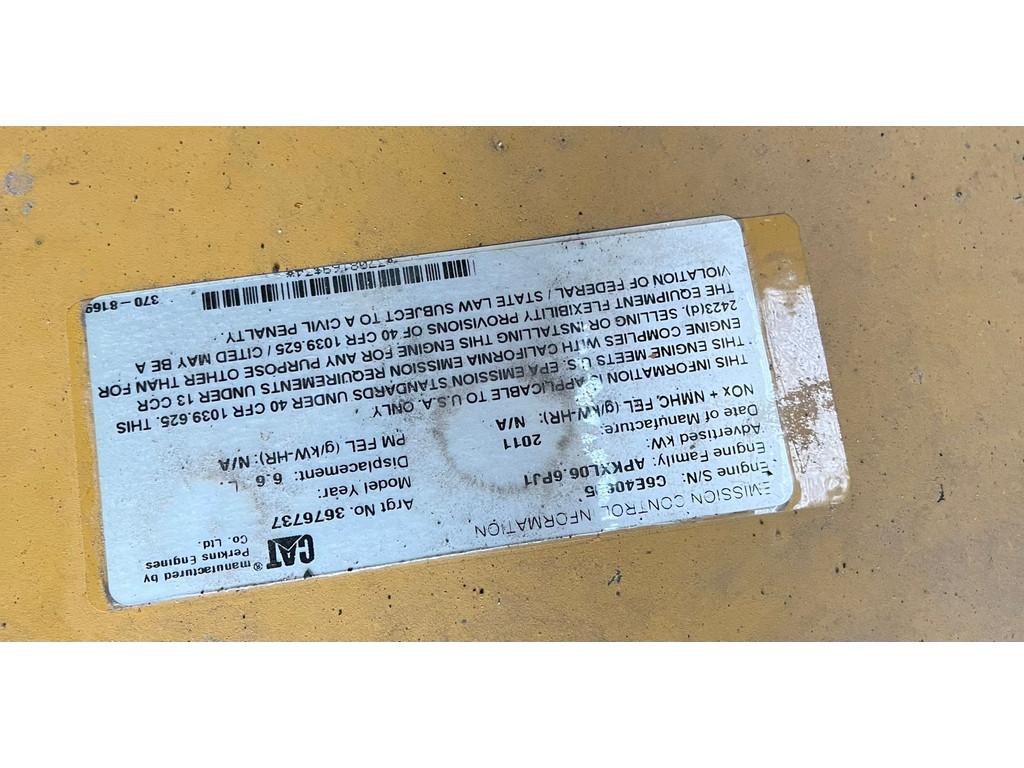 EMISSION CONTROL INFORMATION
CAT® manufactured by
Perkins Engines
Co. Ltd.
Engine S/N: Argt No. 3676737
Engine Family: APKXL06.6PJ1 Model Year:
Advertised kW: Displacement: 6.6 L
Date of Manufacture: 2011 PM FEL (g/kW-HR): N/A
NOx + NMHC, FEL (g/kW-HR): N/A
THIS INFORMATION IS APPLICABLE TO U.S.A. ONLY
THIS ENGINE MEETS U.S. EPA EMISSION STANDARDS UNDER 40 CFR 1039.625. THIS
ENGINE COMPLIES WITH CALIFORNIA EMISSION REQUIREMENTS UNDER 13 CCR
2423(d). SELLING OR INSTALLING THIS ENGINE FOR ANY PURPOSE OTHER THAN FOR
THE EQUIPMENT FLEXIBILITY PROVISIONS OF 40 CFR 1039.625 / CITED MAY BE A
VIOLATION OF FEDERAL / STATE LAW SUBJECT TO A CIVIL PENALTY.
370-8169